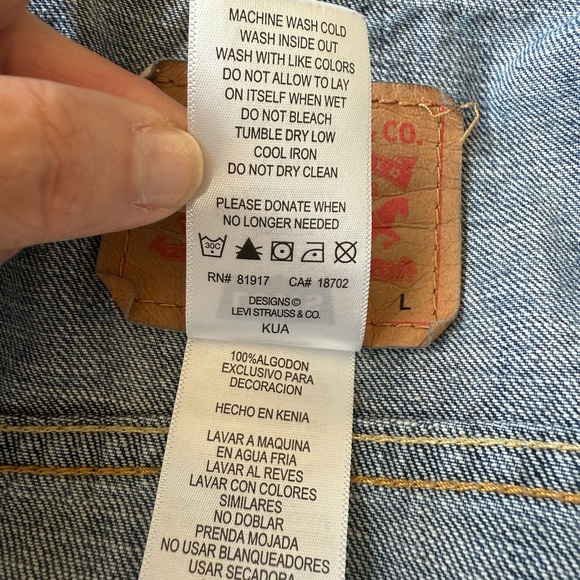 MACHINE WASH COLD
WASH INSIDE OUT
WASH WITH LIKE COLORS
DO NOT ALLOW TO LAY
ON ITSELF WHEN WET
DO NOT BLEACH
TUMBLE DRY LOW
COOL IRON
DO NOT DRY CLEAN
PLEASE DONATE WHEN
NO LONGER NEEDED
30C
RN# 81917 CA# 18702
DESIGNS ©
LEVI STRAUSS & CO.
KUA
100%ALGODON
EXCLUSIVO PARA
DECORACION
HECHO EN KENIA
LAVAR A MAQUINA
EN AGUA FRIA
LAVAR AL REVES
LAVAR CON COLORES
SIMILARES
NO DOBLAR
PRENDA MOJADA
NO USAR BLANQUEADORES
USAR SECADORA
CO.
L